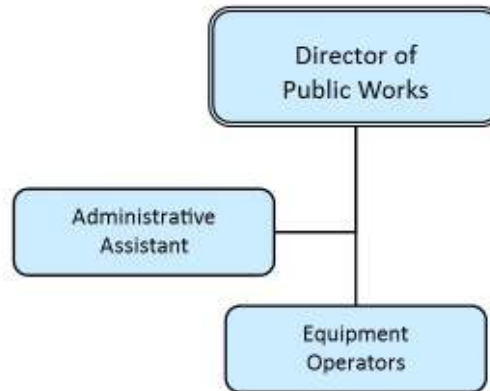 Director of
Public Works
Administrative
Assistant
Equipment
Operators